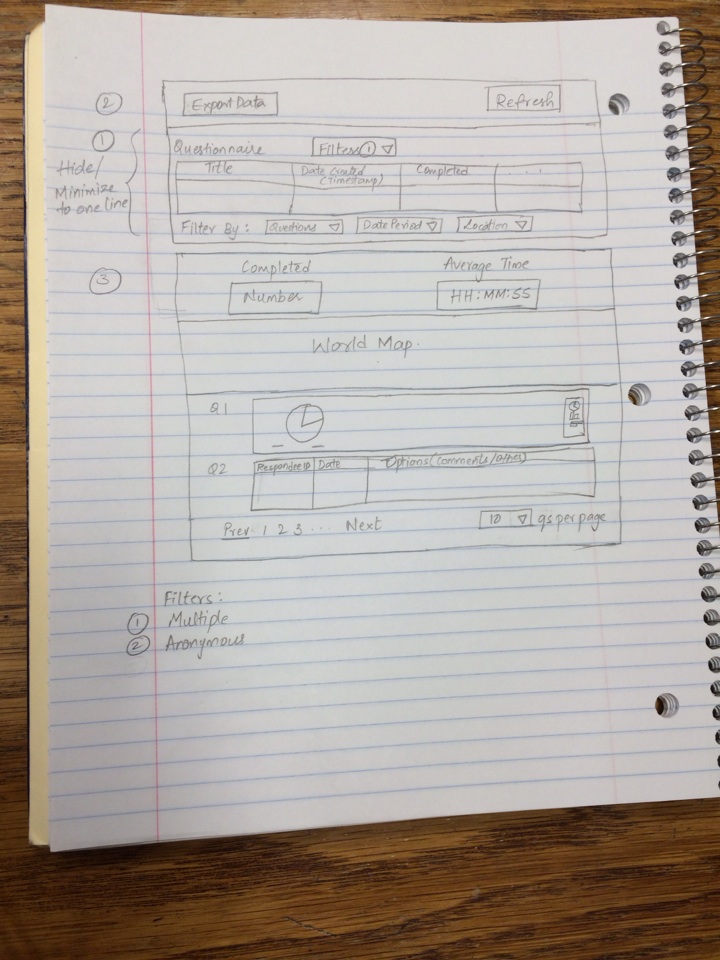 ② Export Data Refresh
① Questionnaire Filters ①
Hide/
Minimize
to one line
Title Date Created (Timestamp) Completed ...
Filter By: Questions Date Period Location
③ Completed Average Time
Number HH:MM:SS
World Map.
Q1
Q2 Respondee ID Date Options (Comments/Others)
Prev. 1 2 3 ... Next 10 qs per page
Filters:
① Multiple
② Anonymous